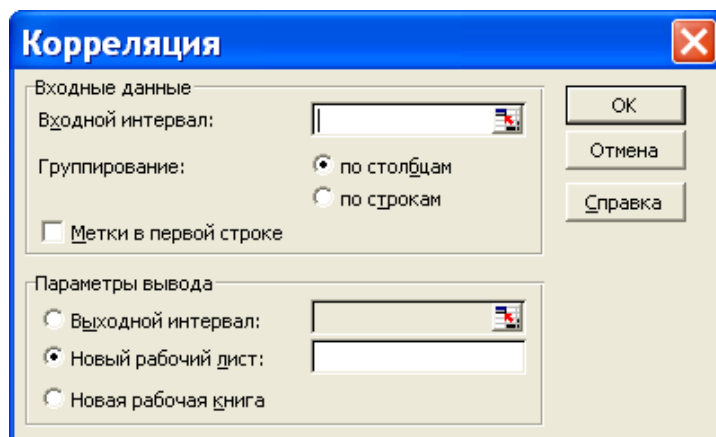 Корреляция
Входные данные
Входной интервал:
Группирование:
по столбцам
по строкам
Метки в первой строке
OK
Отмена
Справка
Параметры вывода
Выходной интервал:
Новый рабочий лист:
Новая рабочая книга